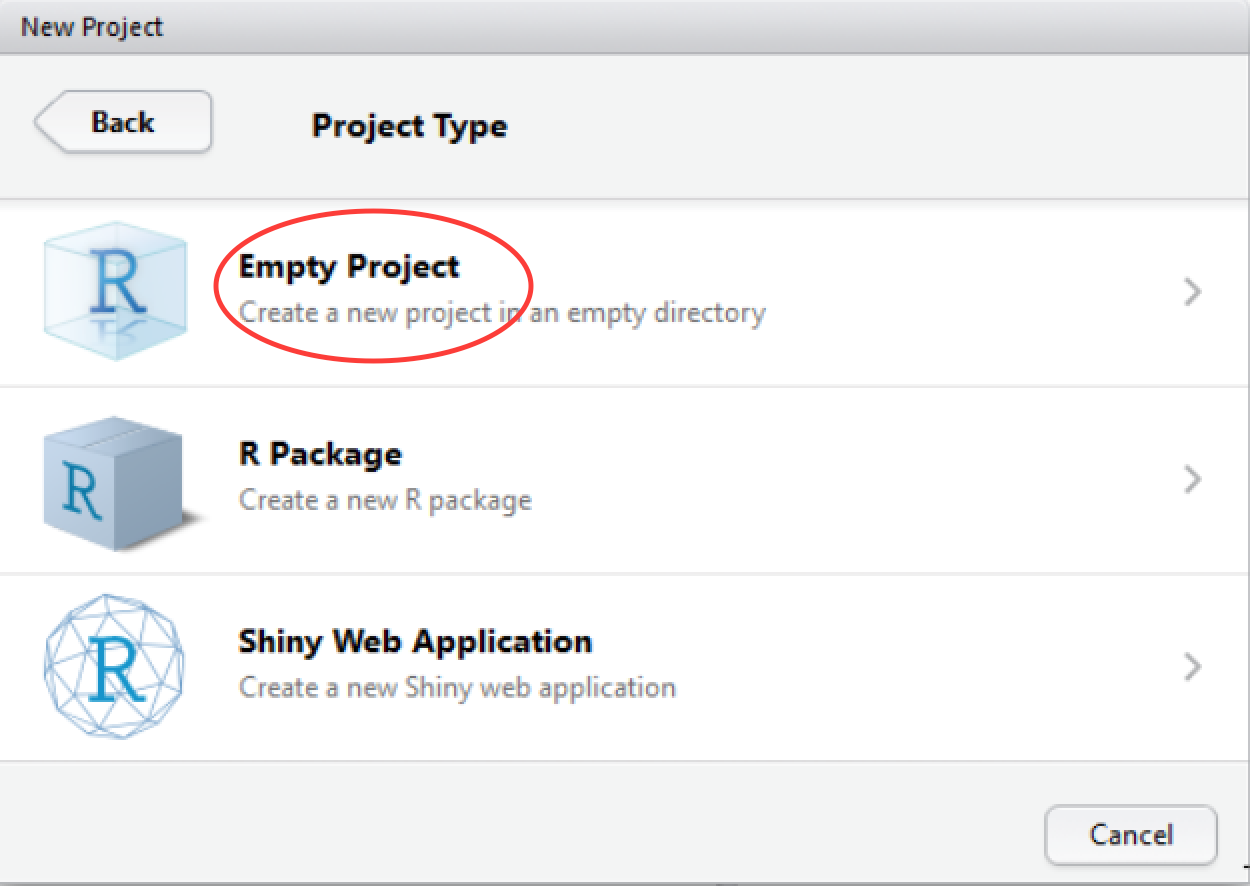 New Project
Back
Project Type
R
Empty Project
Create a new project in an empty directory
R
R Package
Create a new R package
R
Shiny Web Application
Create a new Shiny web application
Cancel